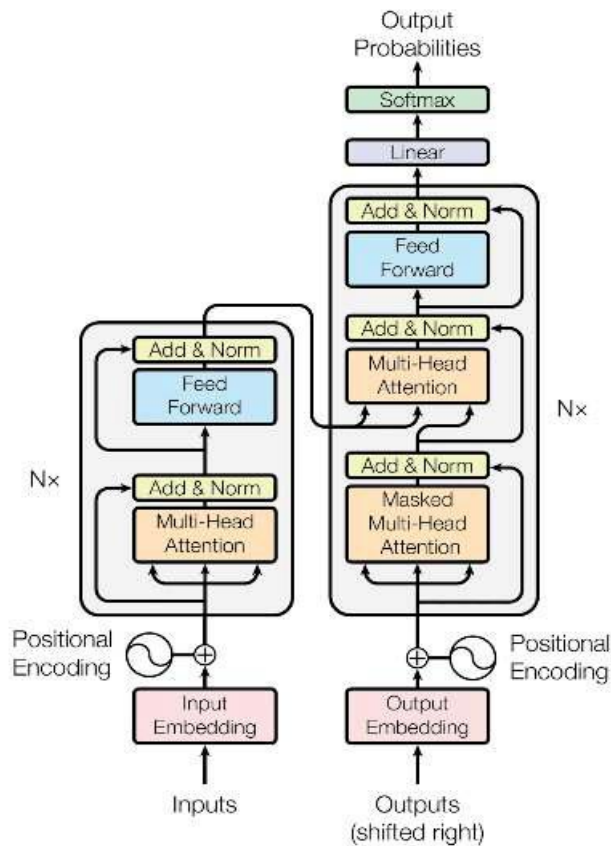 Output
Probabilities
Softmax
Linear
Add & Norm
Feed
Forward
Add & Norm
Multi-Head
Attention
Add & Norm
Masked
Multi-Head
Attention
N×
Add & Norm
Feed
Forward
Add & Norm
Multi-Head
Attention
N×
Positional
Encoding
Positional
Encoding
Input
Embedding
Output
Embedding
Inputs
Outputs
(shifted right)